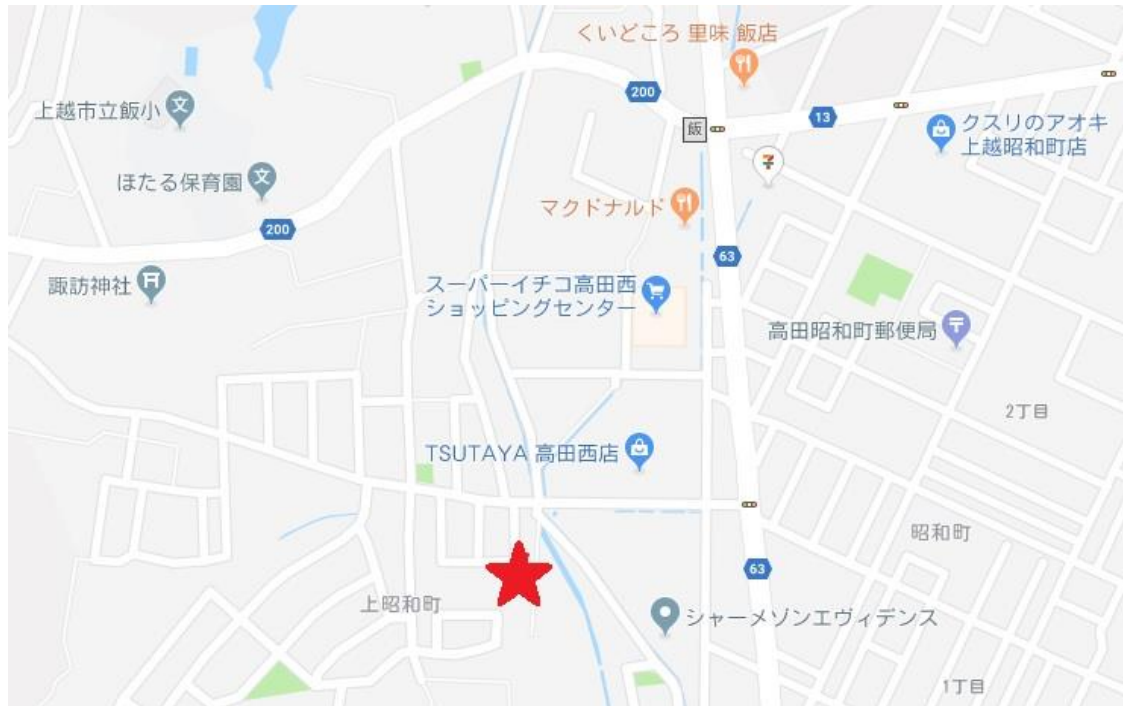 くいどころ 里味 飯店
上越市立飯小
文
200
13
飯
クスリのアオキ
上越昭和町店
ほたる保育園
文
7
マクドナルド
200
63
諏訪神社
スーパーイチコ高田西
ショッピングセンター
高田昭和町郵便局
2丁目
TSUTAYA 高田西店
昭和町
63
上昭和町
シャーメゾンエヴィデンス
1丁目